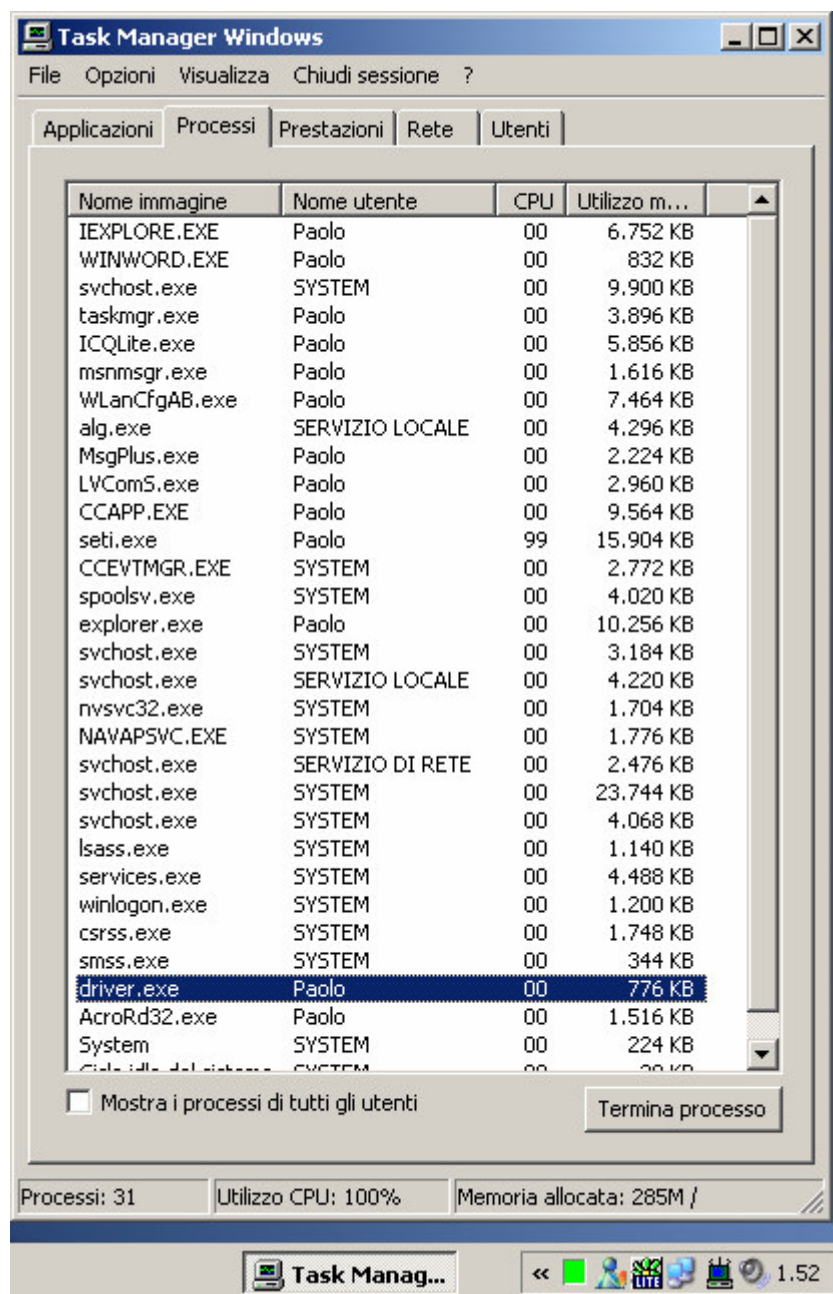 Task Manager Windows
File Opzioni Visualizza Chiudi sessione ?
Applicazioni Processi Prestazioni Rete Utenti
Nome immagine Nome utente CPU Utilizzo m...
IEXPLORE.EXE Paolo 00 6.752 KB
WINWORD.EXE Paolo 00 832 KB
svchost.exe SYSTEM 00 9.900 KB
taskmgr.exe Paolo 00 3.896 KB
ICQLite.exe Paolo 00 5.856 KB
msnmsgr.exe Paolo 00 1.616 KB
WLanCfgAB.exe Paolo 00 7.464 KB
alg.exe SERVIZIO LOCALE 00 4.296 KB
MsgPlus.exe Paolo 00 2.224 KB
LVComS.exe Paolo 00 2.960 KB
CCAPP.EXE Paolo 00 9.564 KB
seti.exe Paolo 99 15.904 KB
CCEVTMGR.EXE SYSTEM 00 2.772 KB
spoolsv.exe SYSTEM 00 4.020 KB
explorer.exe Paolo 00 10.256 KB
svchost.exe SYSTEM 00 3.184 KB
svchost.exe SERVIZIO LOCALE 00 4.220 KB
nvsvc32.exe SYSTEM 00 1.704 KB
NAVAPSVC.EXE SYSTEM 00 1.776 KB
svchost.exe SERVIZIO DI RETE 00 2.476 KB
svchost.exe SYSTEM 00 23.744 KB
svchost.exe SYSTEM 00 4.068 KB
lsass.exe SYSTEM 00 1.140 KB
services.exe SYSTEM 00 4.488 KB
winlogon.exe SYSTEM 00 1.200 KB
csrss.exe SYSTEM 00 1.748 KB
smss.exe SYSTEM 00 344 KB
driver.exe Paolo 00 776 KB
AcroRd32.exe Paolo 00 1.516 KB
System SYSTEM 00 224 KB
Mostra i processi di tutti gli utenti Termina processo
Processi: 31 Utilizzo CPU: 100% Memoria allocata: 285M /
Task Manag... « LITE 1.52